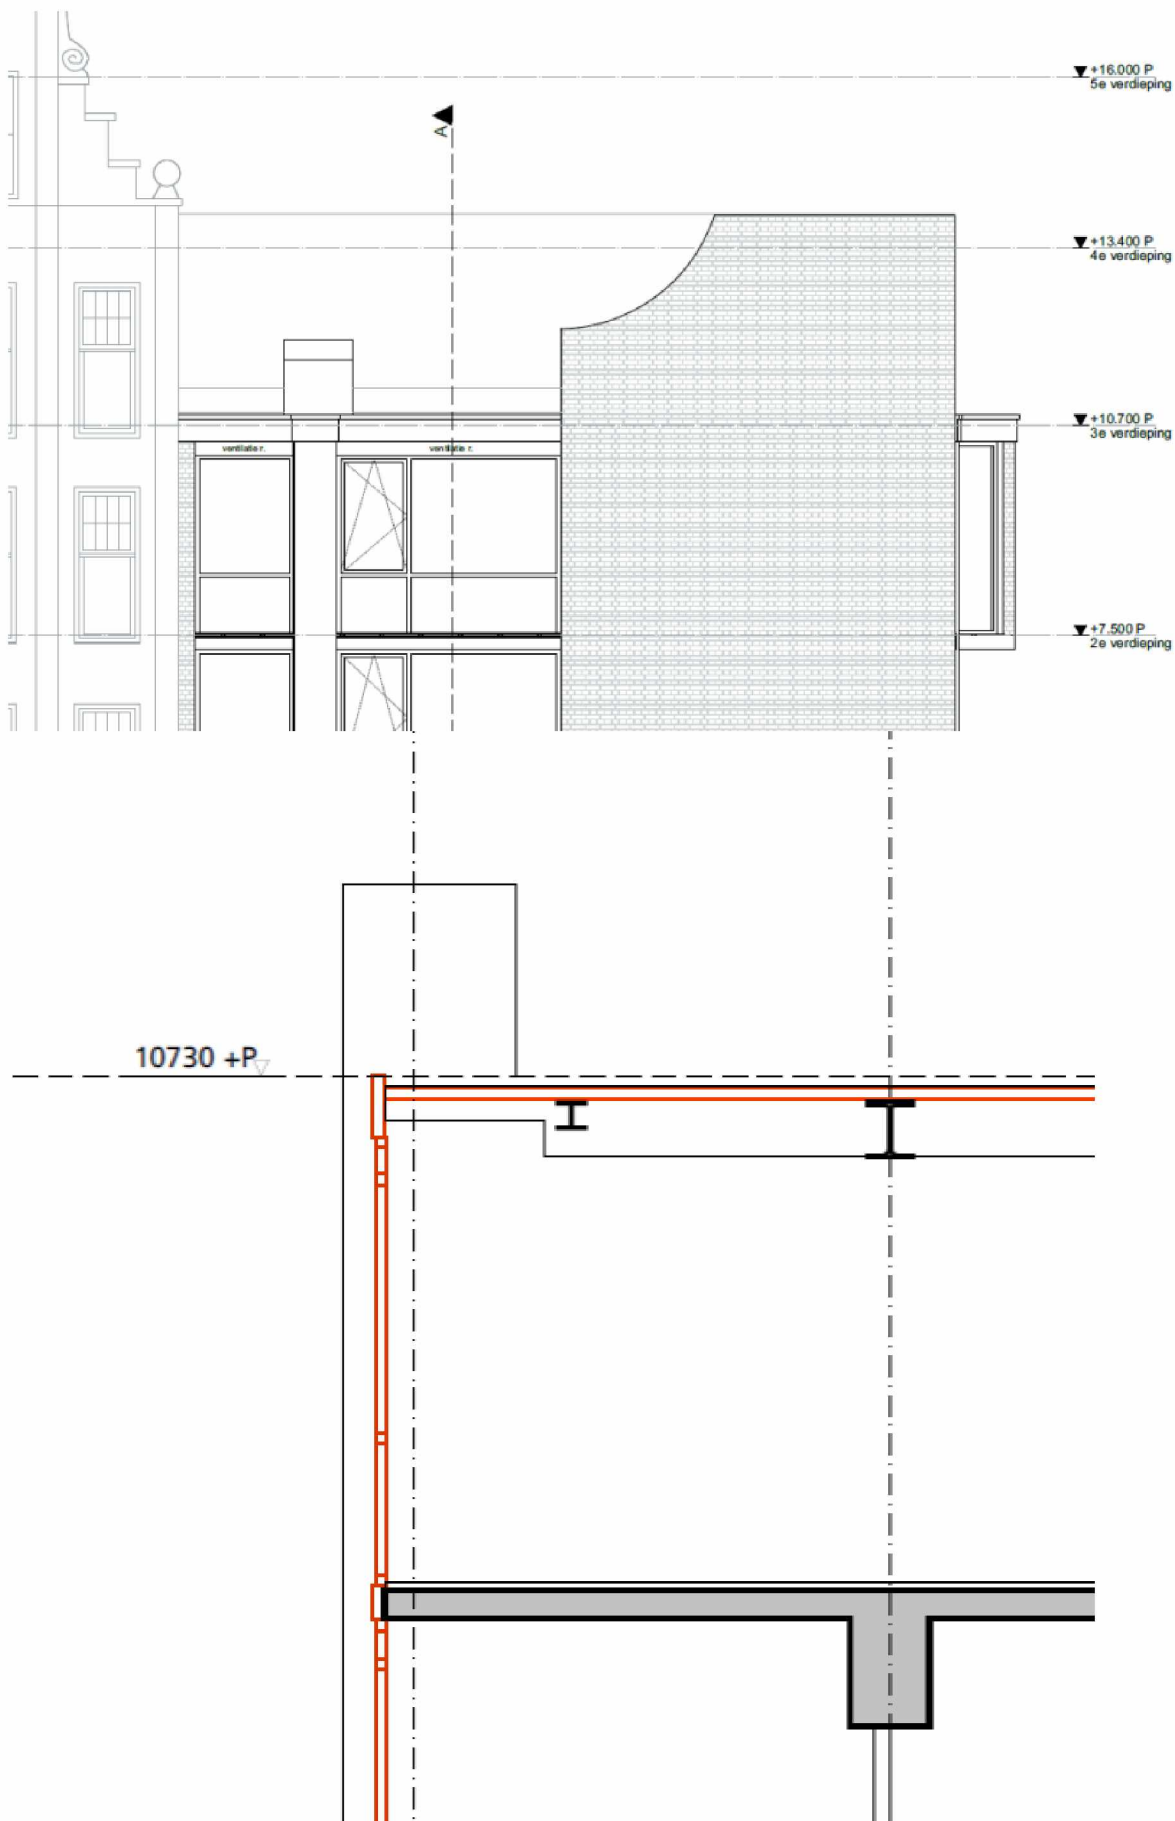 +16.000 P
5e verdieping
A
+13.400 P
4e verdieping
+10.700 P
3e verdieping
ventilatie r.
ventilatie r.
+7.500 P
2e verdieping
10730 +P